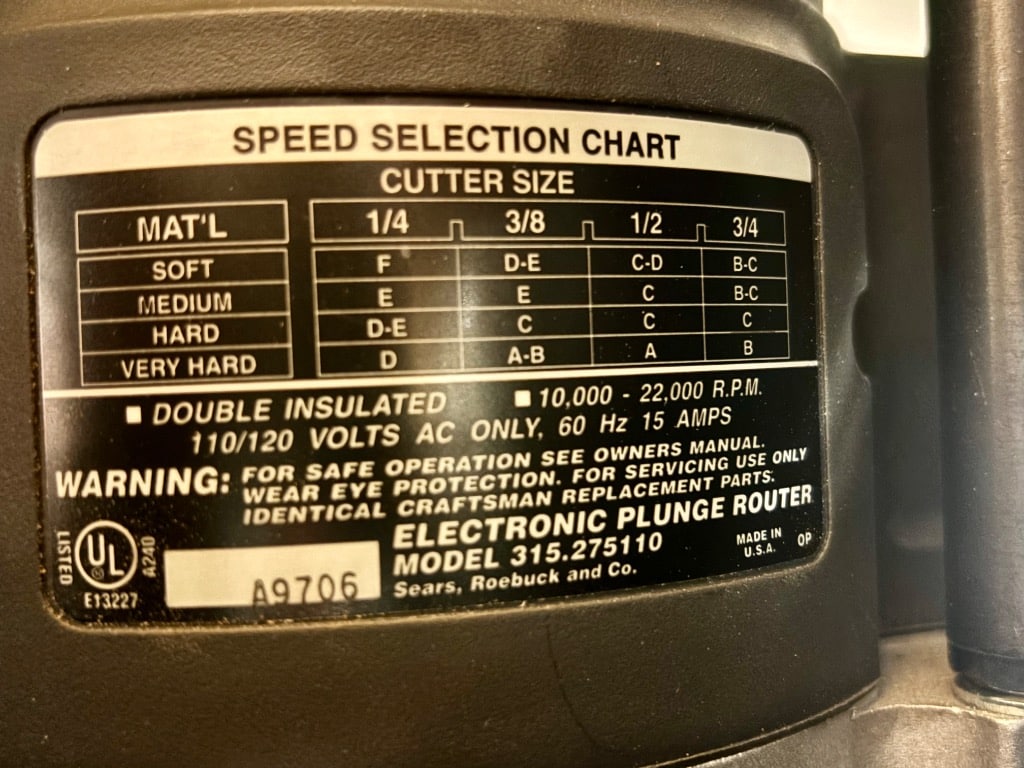 SPEED SELECTION CHART
CUTTER SIZE
MAT'L 1/4 3/8 1/2 3/4
SOFT F D-E C-D B-C
MEDIUM E E C B-C
HARD D-E C C C
VERY HARD D A-B A B
DOUBLE INSULATED 10,000 - 22,000 R.P.M.
110/120 VOLTS AC ONLY, 60 Hz 15 AMPS
WARNING: FOR SAFE OPERATION SEE OWNERS MANUAL.
WEAR EYE PROTECTION. FOR SERVICING USE ONLY
IDENTICAL CRAFTSMAN REPLACEMENT PARTS.
ELECTRONIC PLUNGE ROUTER
MODEL 315.275110
Sears, Roebuck and Co.
MADE IN
U.S.A.
OP
LISTED
UL
A240
E13227
A9706